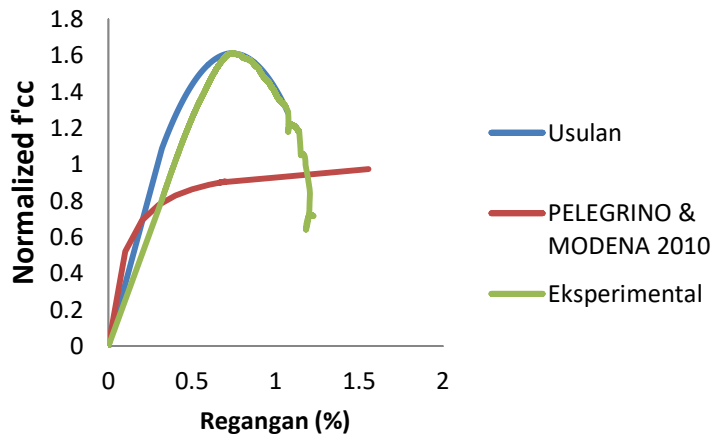 1.8
1.6
1.4
1.2
1
0.8
0.6
0.4
0.2
0
Normalized f'cc
0 0.5 1 1.5 2
Regangan (%)
Usulan
PELEGRINO &
MODENA 2010
Eksperimental